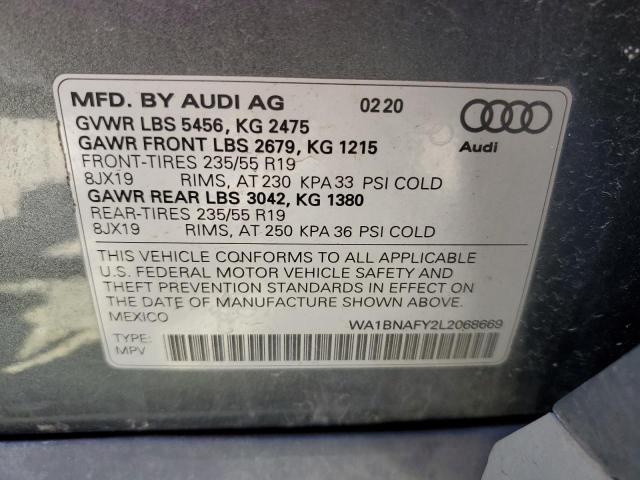 MFD. BY AUDI AG 0220
GVWR LBS 5456, KG 2475
GAWR FRONT LBS 2679, KG 1215 Audi
FRONT-TIRES 235/55 R19
8JX19 RIMS, AT 230 KPA 33 PSI COLD
GAWR REAR LBS 3042, KG 1380
REAR-TIRES 235/55 R19
8JX19 RIMS, AT 250 KPA 36 PSI COLD
THIS VEHICLE CONFORMS TO ALL APPLICABLE
U.S. FEDERAL MOTOR VEHICLE SAFETY AND
THEFT PREVENTION STANDARDS IN EFFECT ON
THE DATE OF MANUFACTURE SHOWN ABOVE.
MEXICO WA1BNAFY2L2068669
TYPE:
MPV